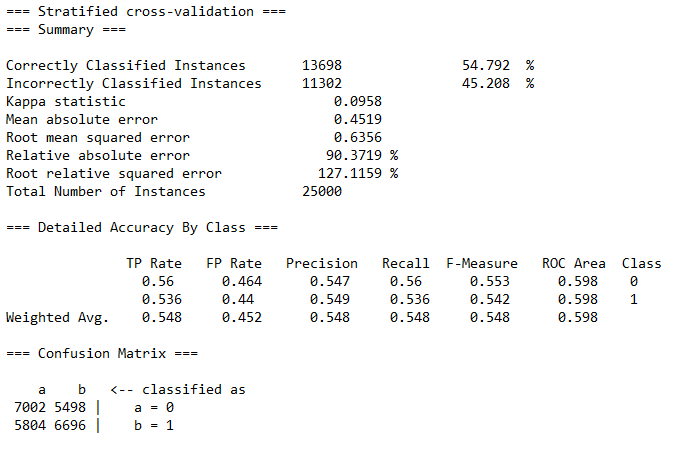 === Stratified cross-validation ===
=== Summary ===
Correctly Classified Instances 13698 54.792 %
Incorrectly Classified Instances 11302 45.208 %
Kappa statistic 0.0958
Mean absolute error 0.4519
Root mean squared error 0.6356
Relative absolute error 90.3719 %
Root relative squared error 127.1159 %
Total Number of Instances 25000
=== Detailed Accuracy By Class ===
TP Rate FP Rate Precision Recall F-Measure ROC Area Class
0.56 0.464 0.547 0.56 0.553 0.598 0
0.536 0.44 0.549 0.536 0.542 0.598 1
Weighted Avg. 0.548 0.452 0.548 0.548 0.548 0.598
=== Confusion Matrix ===
a b <-- classified as
7002 5498 | a = 0
5804 6696 | b = 1